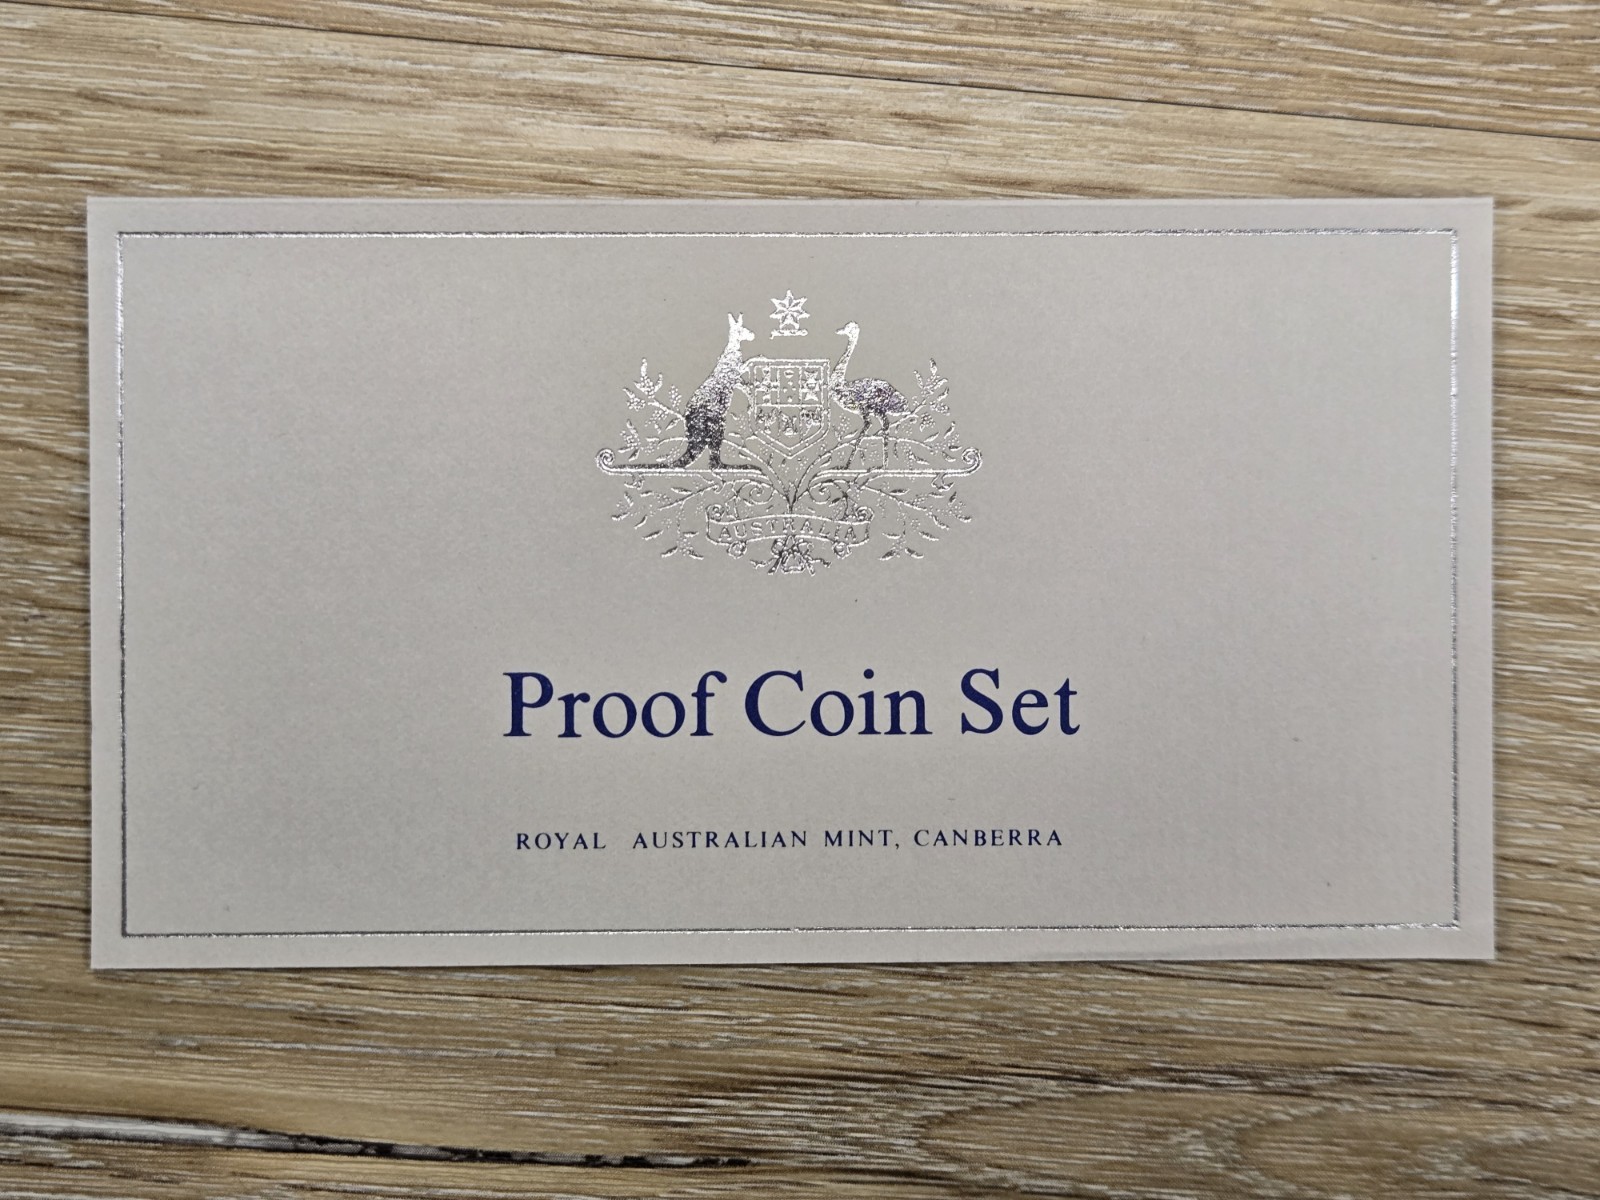 AUSTRALIA
Proof Coin Set
ROYAL AUSTRALIAN MINT, CANBERRA